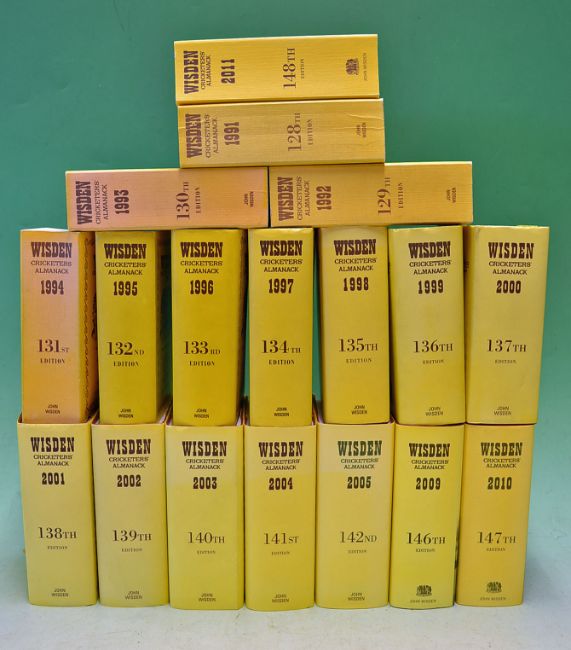 WISDEN
CRICKETERS'
ALMANACK
2011
148TH
EDITION
JOHN WISDEN
WISDEN
CRICKETERS'
ALMANACK
1991
128TH
EDITION
JOHN
WISDEN
WISDEN
CRICKETERS'
ALMANACK
1993
130TH
EDITION
JOHN
WISDEN
WISDEN
CRICKETERS'
ALMANACK
1992
129TH
EDITION
JOHN
WISDEN
WISDEN
CRICKETERS'
ALMANACK
1994
131ST
EDITION
JOHN
WISDEN
WISDEN
CRICKETERS'
ALMANACK
1995
132ND
EDITION
JOHN
WISDEN
WISDEN
CRICKETERS'
ALMANACK
1996
133RD
EDITION
JOHN
WISDEN
WISDEN
CRICKETERS'
ALMANACK
1997
134TH
EDITION
JOHN
WISDEN
WISDEN
CRICKETERS'
ALMANACK
1998
135TH
EDITION
JOHN
WISDEN
WISDEN
CRICKETERS'
ALMANACK
1999
136TH
EDITION
JOHN
WISDEN
WISDEN
CRICKETERS'
ALMANACK
2000
137TH
EDITION
JOHN
WISDEN
WISDEN
CRICKETERS'
ALMANACK
2001
138TH
EDITION
JOHN
WISDEN
WISDEN
CRICKETERS'
ALMANACK
2002
139TH
EDITION
JOHN
WISDEN
WISDEN
CRICKETERS'
ALMANACK
2003
140TH
EDITION
JOHN
WISDEN
WISDEN
CRICKETERS'
ALMANACK
2004
141ST
EDITION
JOHN
WISDEN
WISDEN
CRICKETERS'
ALMANACK
2005
142ND
EDITION
JOHN
WISDEN
WISDEN
CRICKETERS'
ALMANACK
2009
146TH
EDITION
JOHN WISDEN
WISDEN
CRICKETERS'
ALMANACK
2010
147TH
EDITION
JOHN WISDEN